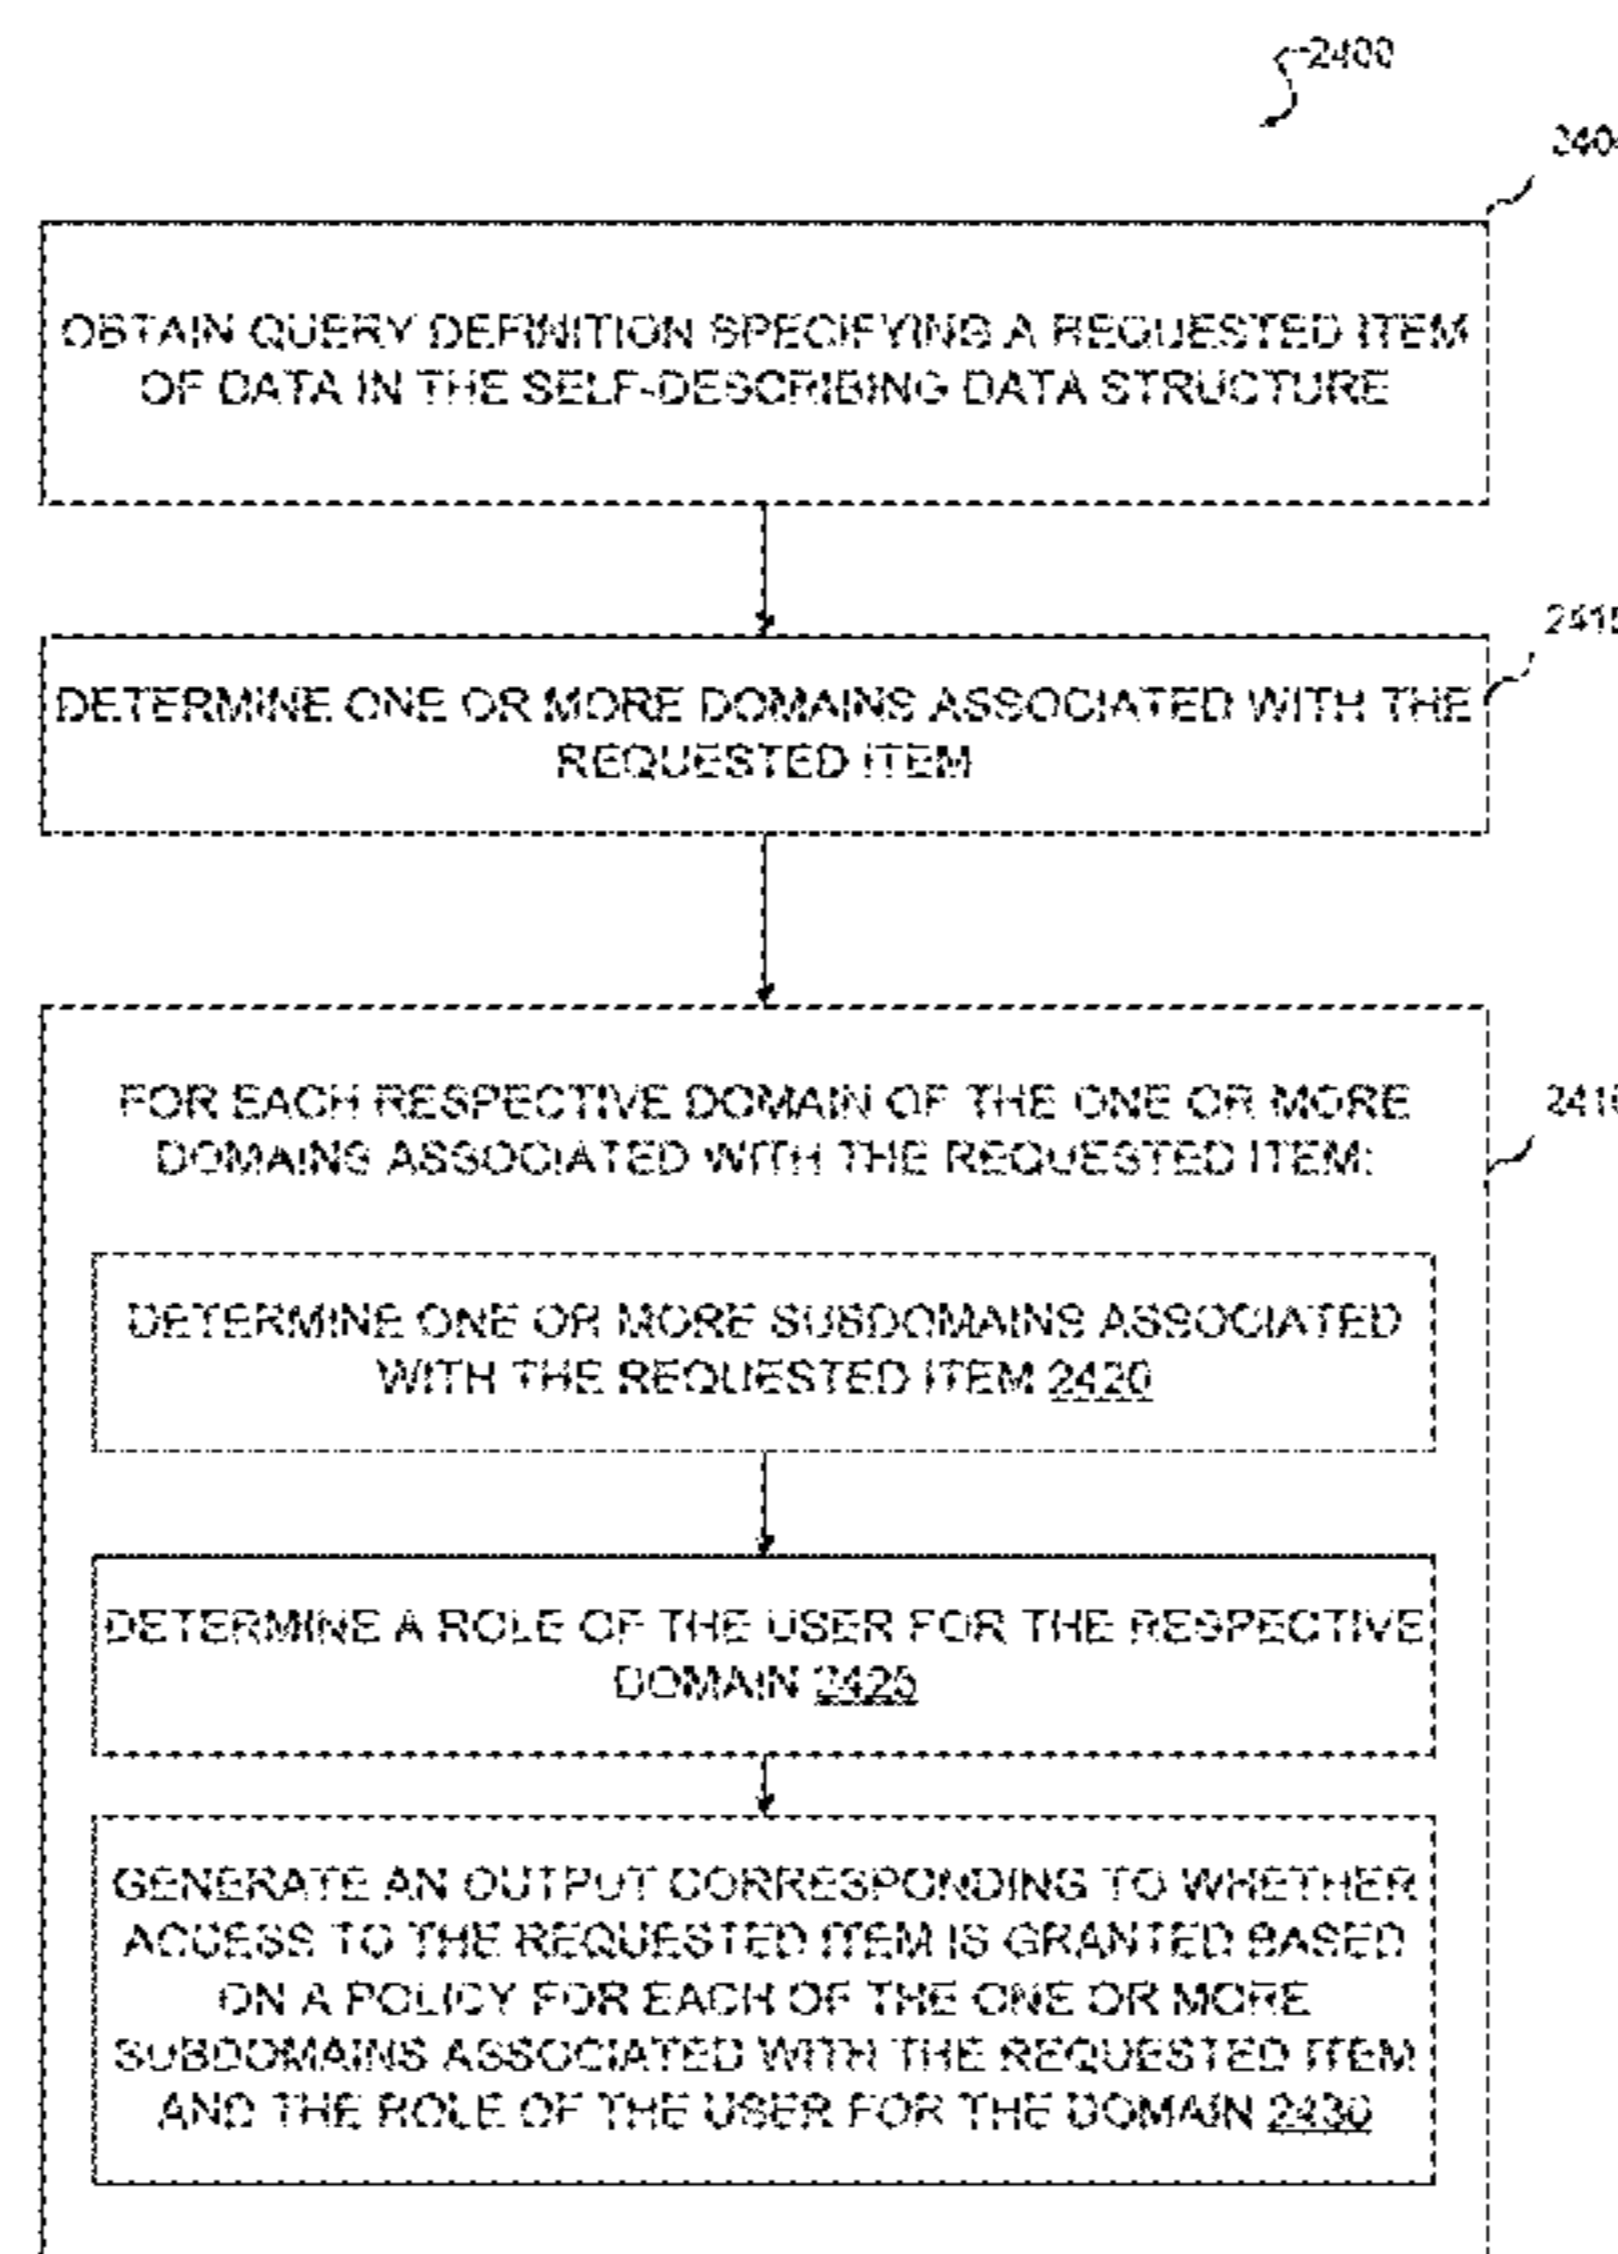 2400
OBTAIN QUERY DEFINITION SPECIFYING A REQUESTED ITEM
OF DATA IN THE SELF-DESCRIBING DATA STRUCTURE
DETERMINE ONE OR MORE DOMAINS ASSOCIATED WITH THE
REQUESTED ITEM
FOR EACH RESPECTIVE DOMAIN OF THE ONE OR MORE
DOMAINS ASSOCIATED WITH THE REQUESTED ITEM:
DETERMINE ONE OR MORE SUBDOMAINS ASSOCIATED
WITH THE REQUESTED ITEM 2420
DETERMINE A ROLE OF THE USER FOR THE RESPECTIVE
DOMAIN 2425
GENERATE AN OUTPUT CORRESPONDING TO WHETHER
ACCESS TO THE REQUESTED ITEM IS GRANTED BASED
ON A POLICY FOR EACH OF THE ONE OR MORE
SUBDOMAINS ASSOCIATED WITH THE REQUESTED ITEM
AND THE ROLE OF THE USER FOR THE DOMAIN 2430